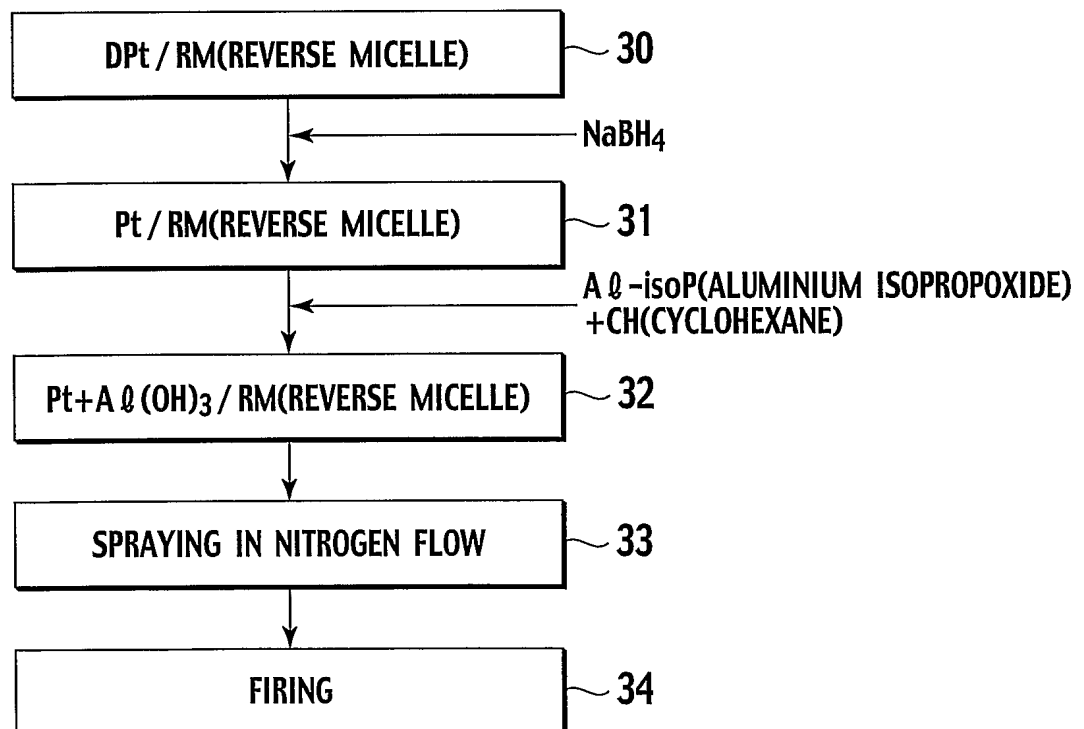 DPt / RM(REVERSE MICELLE)
30
NaBH4
Pt / RM(REVERSE MICELLE)
31
Aℓ-isoP(ALUMINIUM ISOPROPOXIDE)
+CH(CYCLOHEXANE)
Pt+Aℓ(OH)3 / RM(REVERSE MICELLE)
32
SPRAYING IN NITROGEN FLOW
33
FIRING
34